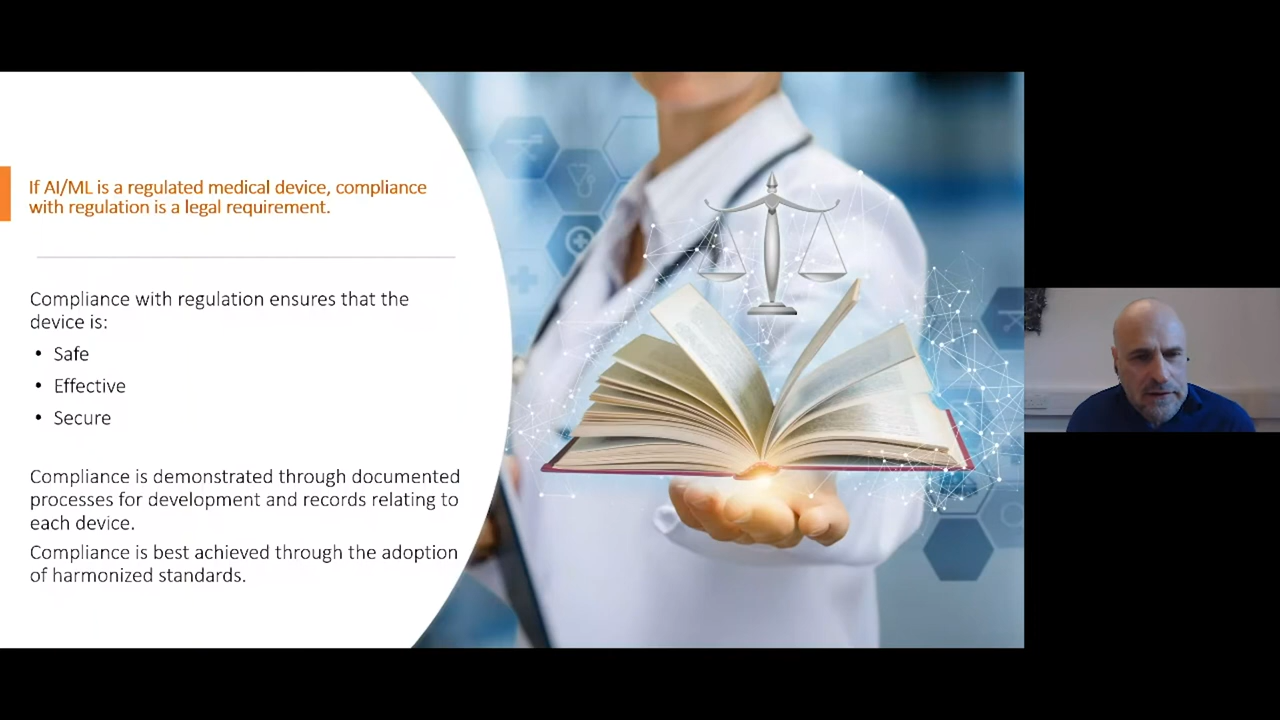 If AI/ML is a regulated medical device, compliance
with regulation is a legal requirement.
Compliance with regulation ensures that the
device is:
• Safe
• Effective
• Secure
Compliance is demonstrated through documented
processes for development and records relating to
each device.
Compliance is best achieved through the adoption
of harmonized standards.